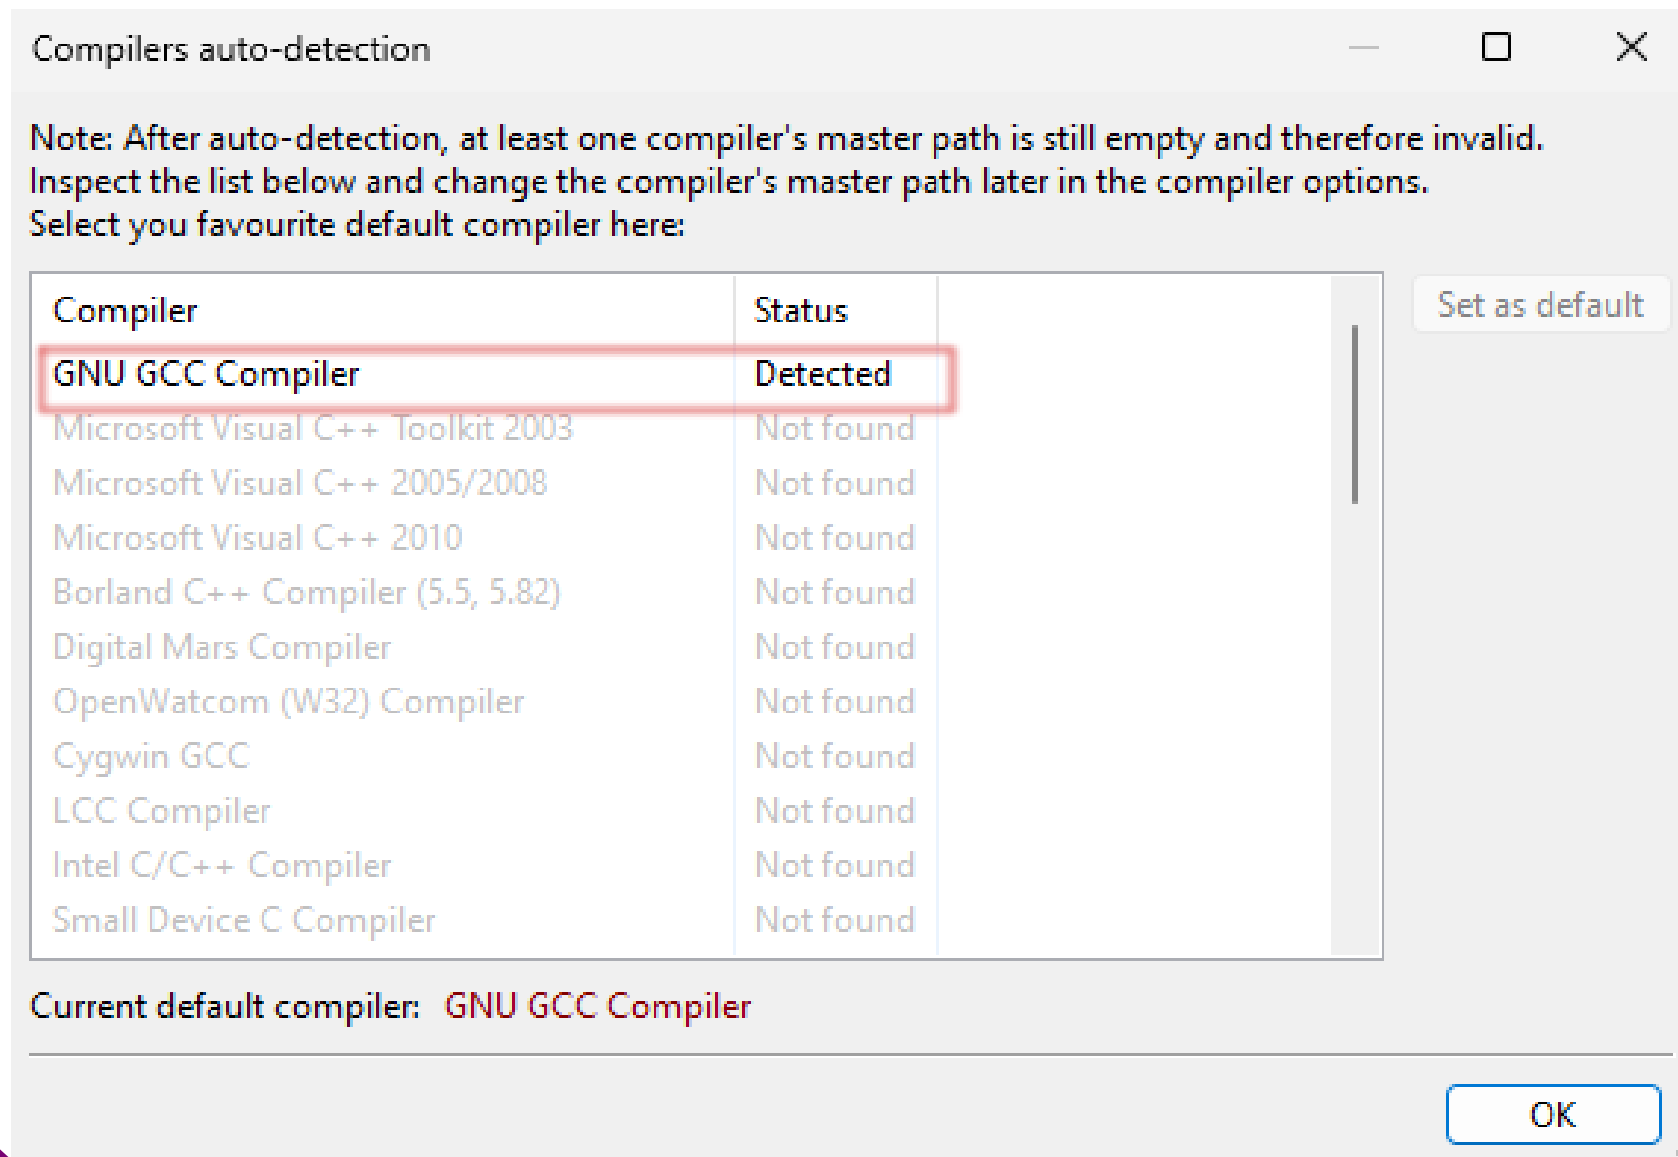 Compilers auto-detection
Note: After auto-detection, at least one compiler's master path is still empty and therefore invalid.
Inspect the list below and change the compiler's master path later in the compiler options.
Select you favourite default compiler here:
Compiler Status
Set as default
GNU GCC Compiler Detected
Microsoft Visual C++ Toolkit 2003 Not found
Microsoft Visual C++ 2005/2008 Not found
Microsoft Visual C++ 2010 Not found
Borland C++ Compiler (5.5, 5.82) Not found
Digital Mars Compiler Not found
OpenWatcom (W32) Compiler Not found
Cygwin GCC Not found
LCC Compiler Not found
Intel C/C++ Compiler Not found
Small Device C Compiler Not found
Current default compiler: GNU GCC Compiler
OK